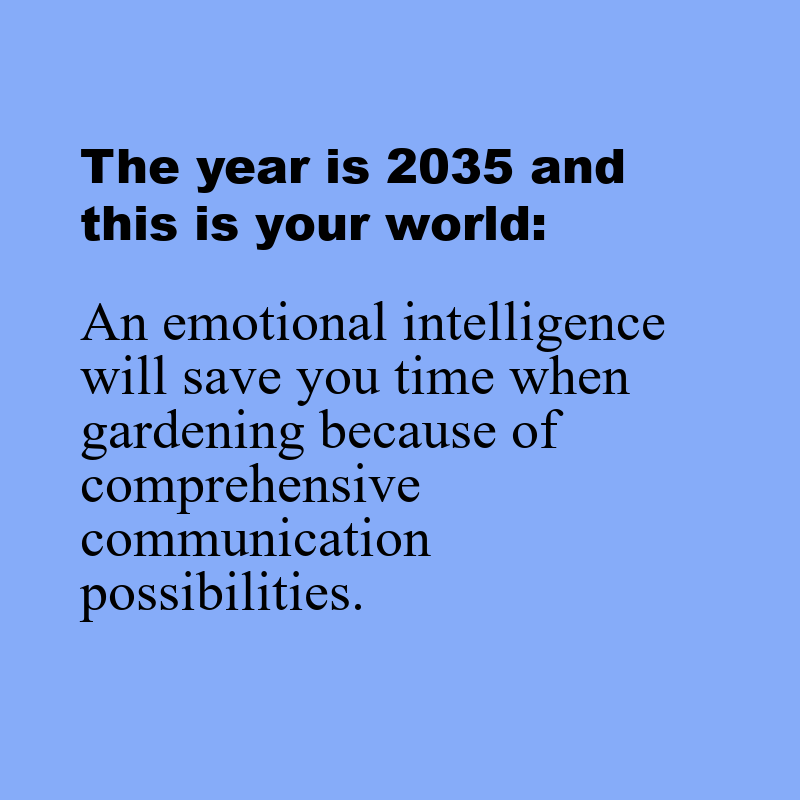 The year is 2035 and
this is your world:
An emotional intelligence
will save you time when
gardening because of
comprehensive
communication
possibilities.